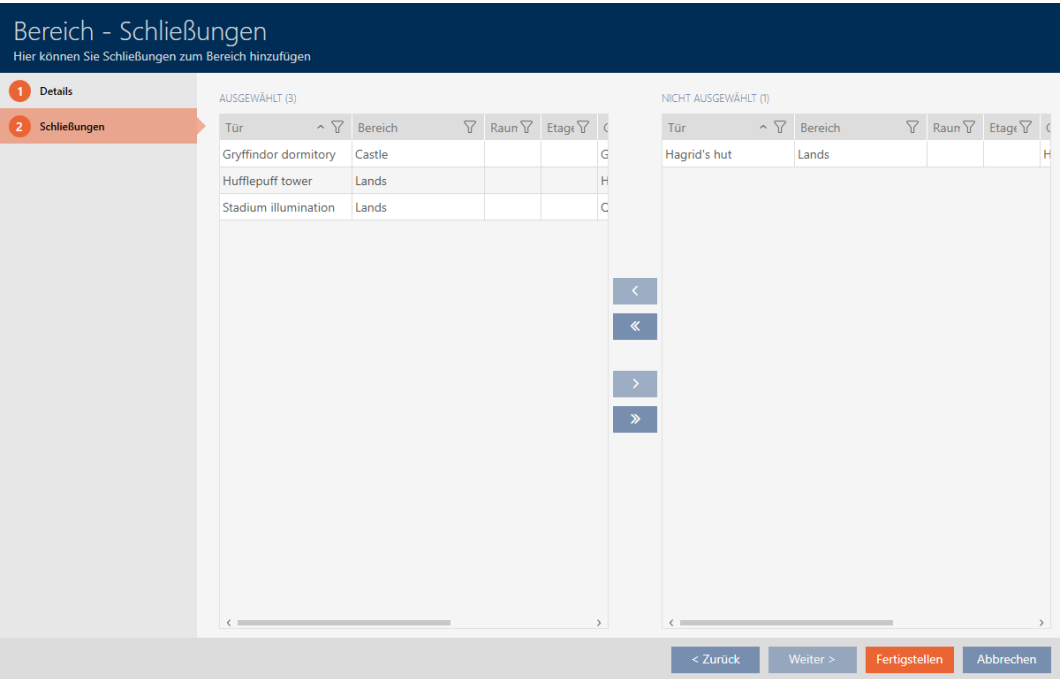 Bereich - Schließungen
Hier können Sie Schließungen zum Bereich hinzufügen
1 Details
2 Schließungen
AUSGEWÄHLT (3)
Tür Bereich Raum Etage
Gryffindor dormitory Castle G
Hufflepuff tower Lands H
Stadium illumination Lands
NICHT AUSGEWÄHLT (1)
Tür Bereich Raum Etage
Hagrid's hut Lands H
< Zurück
Weiter >
Fertigstellen
Abbrechen